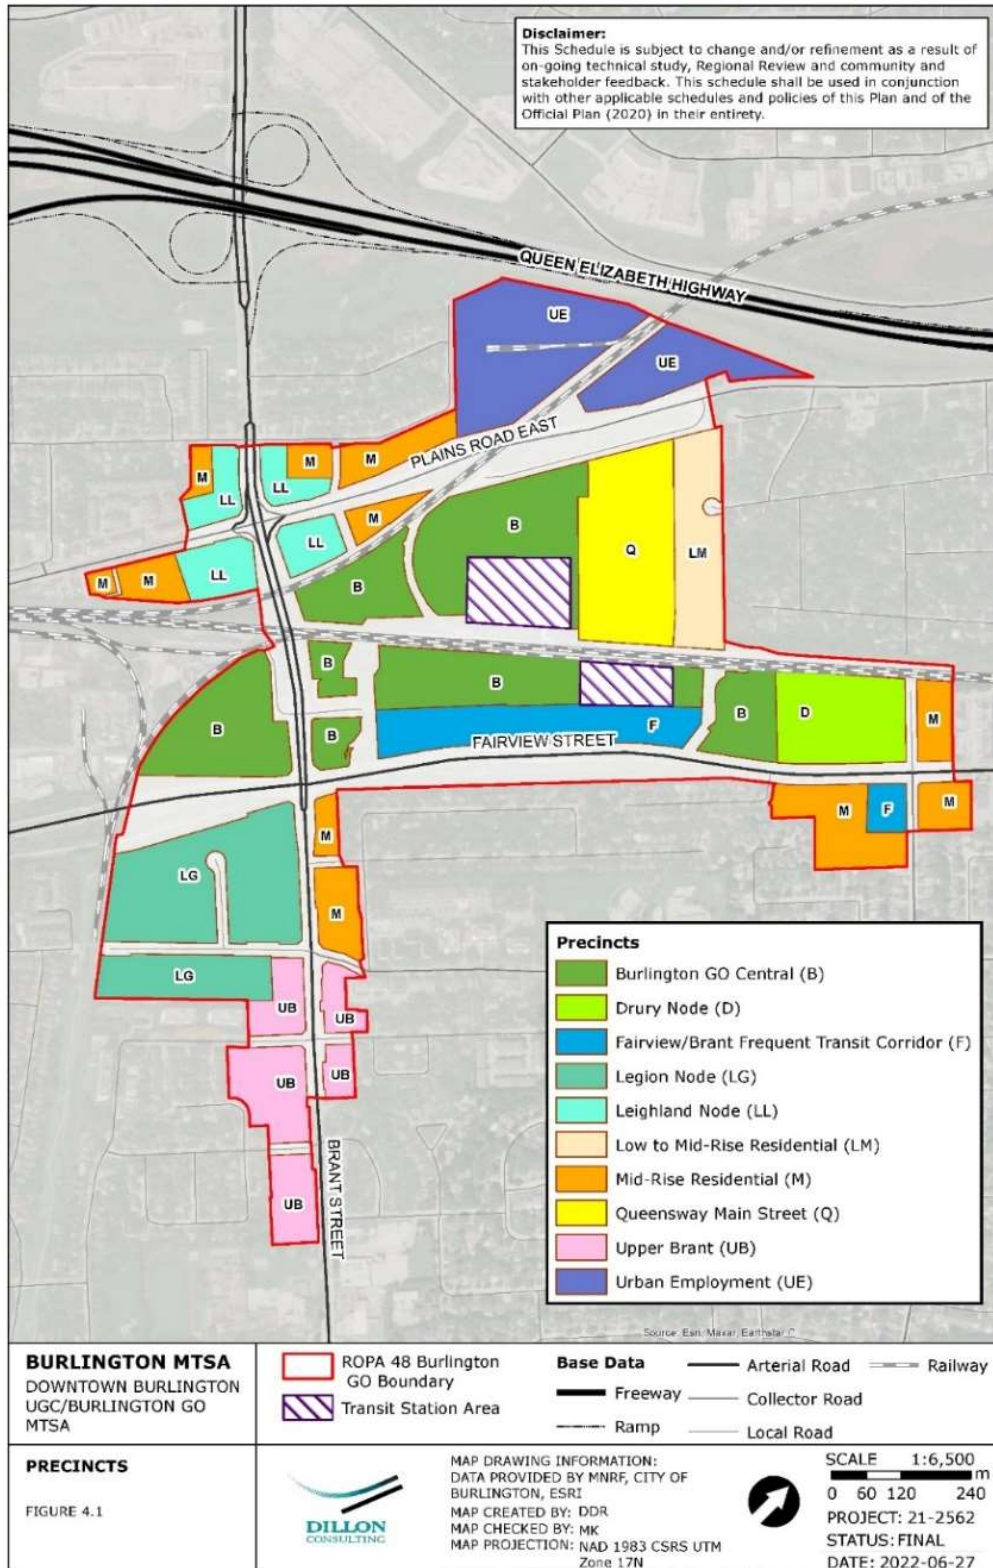 Disclaimer:
This Schedule is subject to change and/or refinement as a result of
on-going technical study, Regional Review and community and
stakeholder feedback. This schedule shall be used in conjunction
with other applicable schedules and policies of this Plan and of the
Official Plan (2020) in their entirety.
QUEEN ELIZABETH HIGHWAY
UE
UE
PLAINS ROAD EAST
M
M
M
LL
LL
M
LL
B
Q
LM
M
M
LL
B
B
B
B
B
D
M
F
FAIRVIEW STREET
B
M
M
F
M
LG
M
LG
UB
UB
UB
UB
UB
BRANT STREET
Precincts
Burlington GO Central (B)
Drury Node (D)
Fairview/Brant Frequent Transit Corridor (F)
Legion Node (LG)
Leighland Node (LL)
Low to Mid-Rise Residential (LM)
Mid-Rise Residential (M)
Queensway Main Street (Q)
Upper Brant (UB)
Urban Employment (UE)
Source: Esri, Maxar, Earthstar
BURLINGTON MTSA
DOWNTOWN BURLINGTON
UGC/BURLINGTON GO
MTSA
ROPA 48 Burlington
GO Boundary
Transit Station Area
Base Data
Freeway
Ramp
Arterial Road
Collector Road
Local Road
Railway
PRECINCTS
FIGURE 4.1
DILLON
CONSULTING
MAP DRAWING INFORMATION:
DATA PROVIDED BY MNRF, CITY OF
BURLINGTON, ESRI
MAP CREATED BY: DDR
MAP CHECKED BY: MK
MAP PROJECTION: NAD 1983 CSRS UTM
Zone 17N
SCALE 1:6,500
m
0 60 120 240
PROJECT: 21-2562
STATUS: FINAL
DATE: 2022-06-27